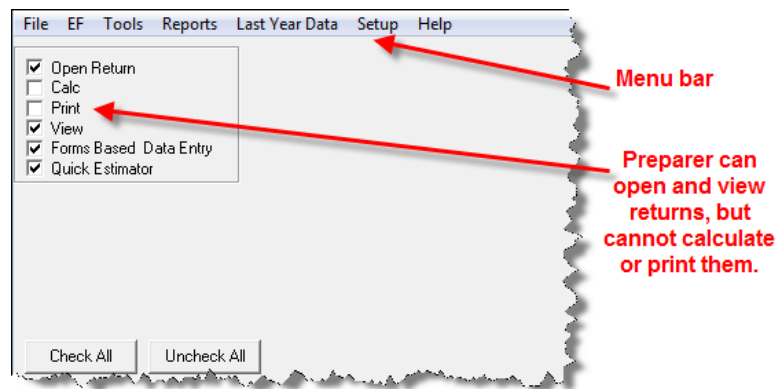 File EF Tools Reports Last Year Data Setup Help
Open Return
Calc
Print
View
Forms Based Data Entry
Quick Estimator
Menu bar
Preparer can
open and view
returns, but
cannot calculate
or print them.
Check All Uncheck All